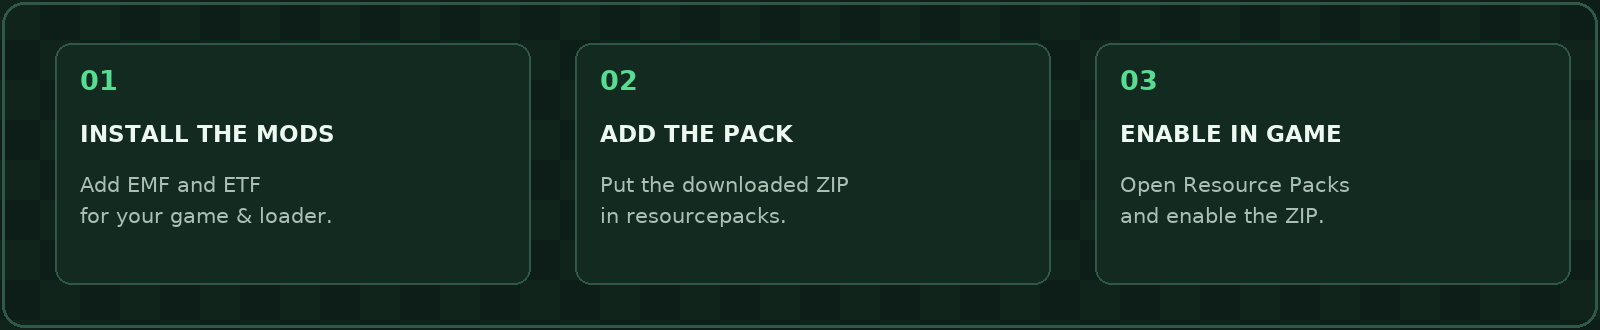 01
INSTALL THE MODS
Add EMF and ETF
for your game & loader.
02
ADD THE PACK
Put the downloaded ZIP
in resourcepacks.
03
ENABLE IN GAME
Open Resource Packs
and enable the ZIP.